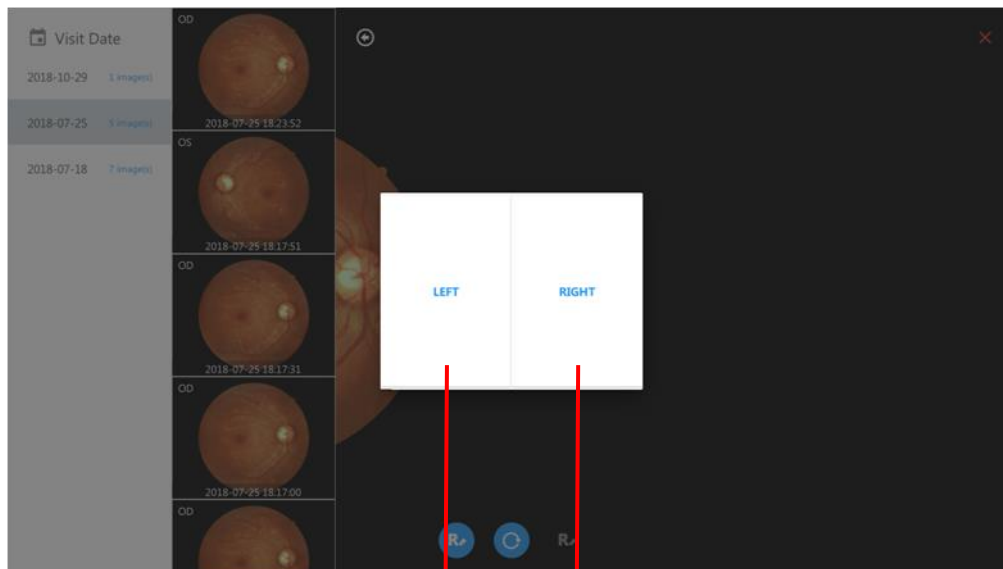 Visit Date
2018-10-29 1 image(s)
2018-07-25 5 image(s)
2018-07-18 7 image(s)
OD
2018-07-25 18:23:52
OS
2018-07-25 18:17:51
OD
2018-07-25 18:17:31
OD
2018-07-25 18:17:00
OD
LEFT
RIGHT
R
R